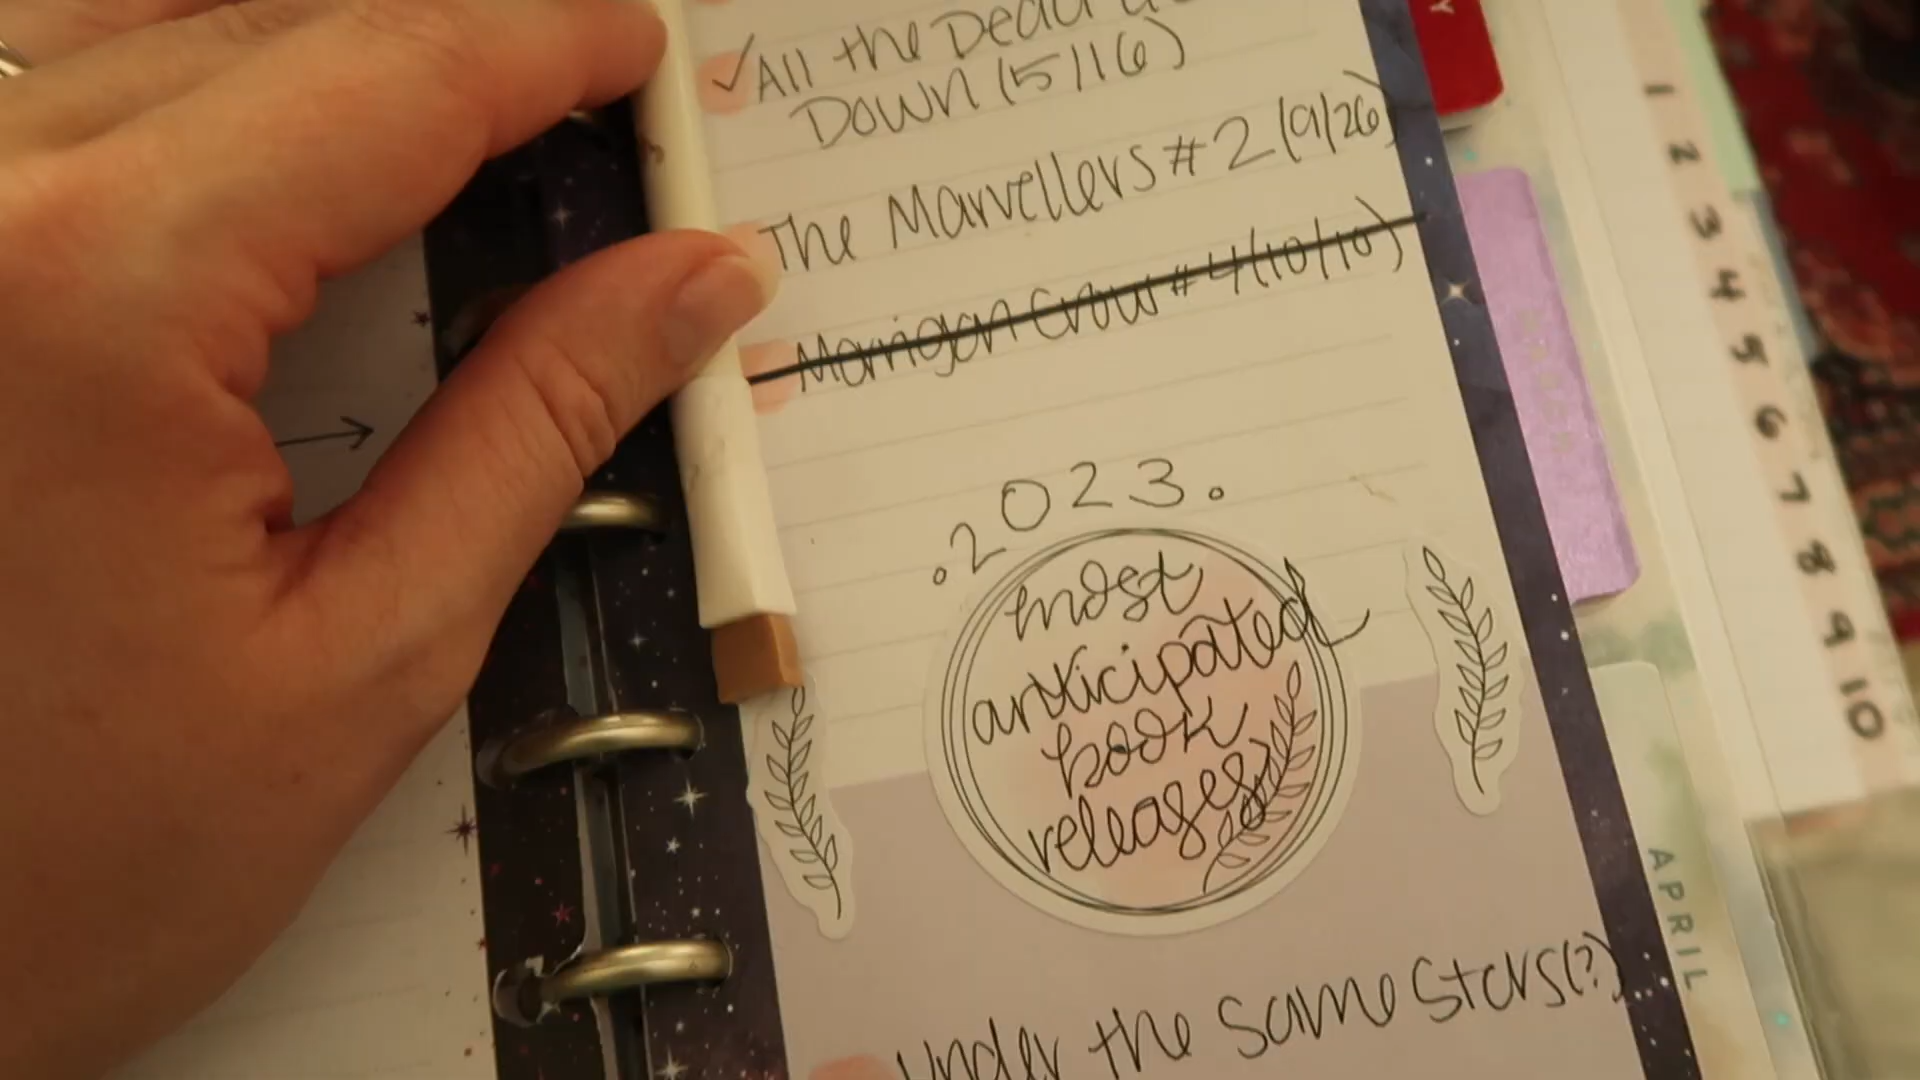 ✓All the Dead
Down (5/16)
The Marvellers #2 (9/26)
Morrigan Crow #4 (10/10)
.2023.
most
anticipated
book
releases
Under the Same Stars(?)
Y
APRIL
1
2
3
4
5
6
7
8
9
10